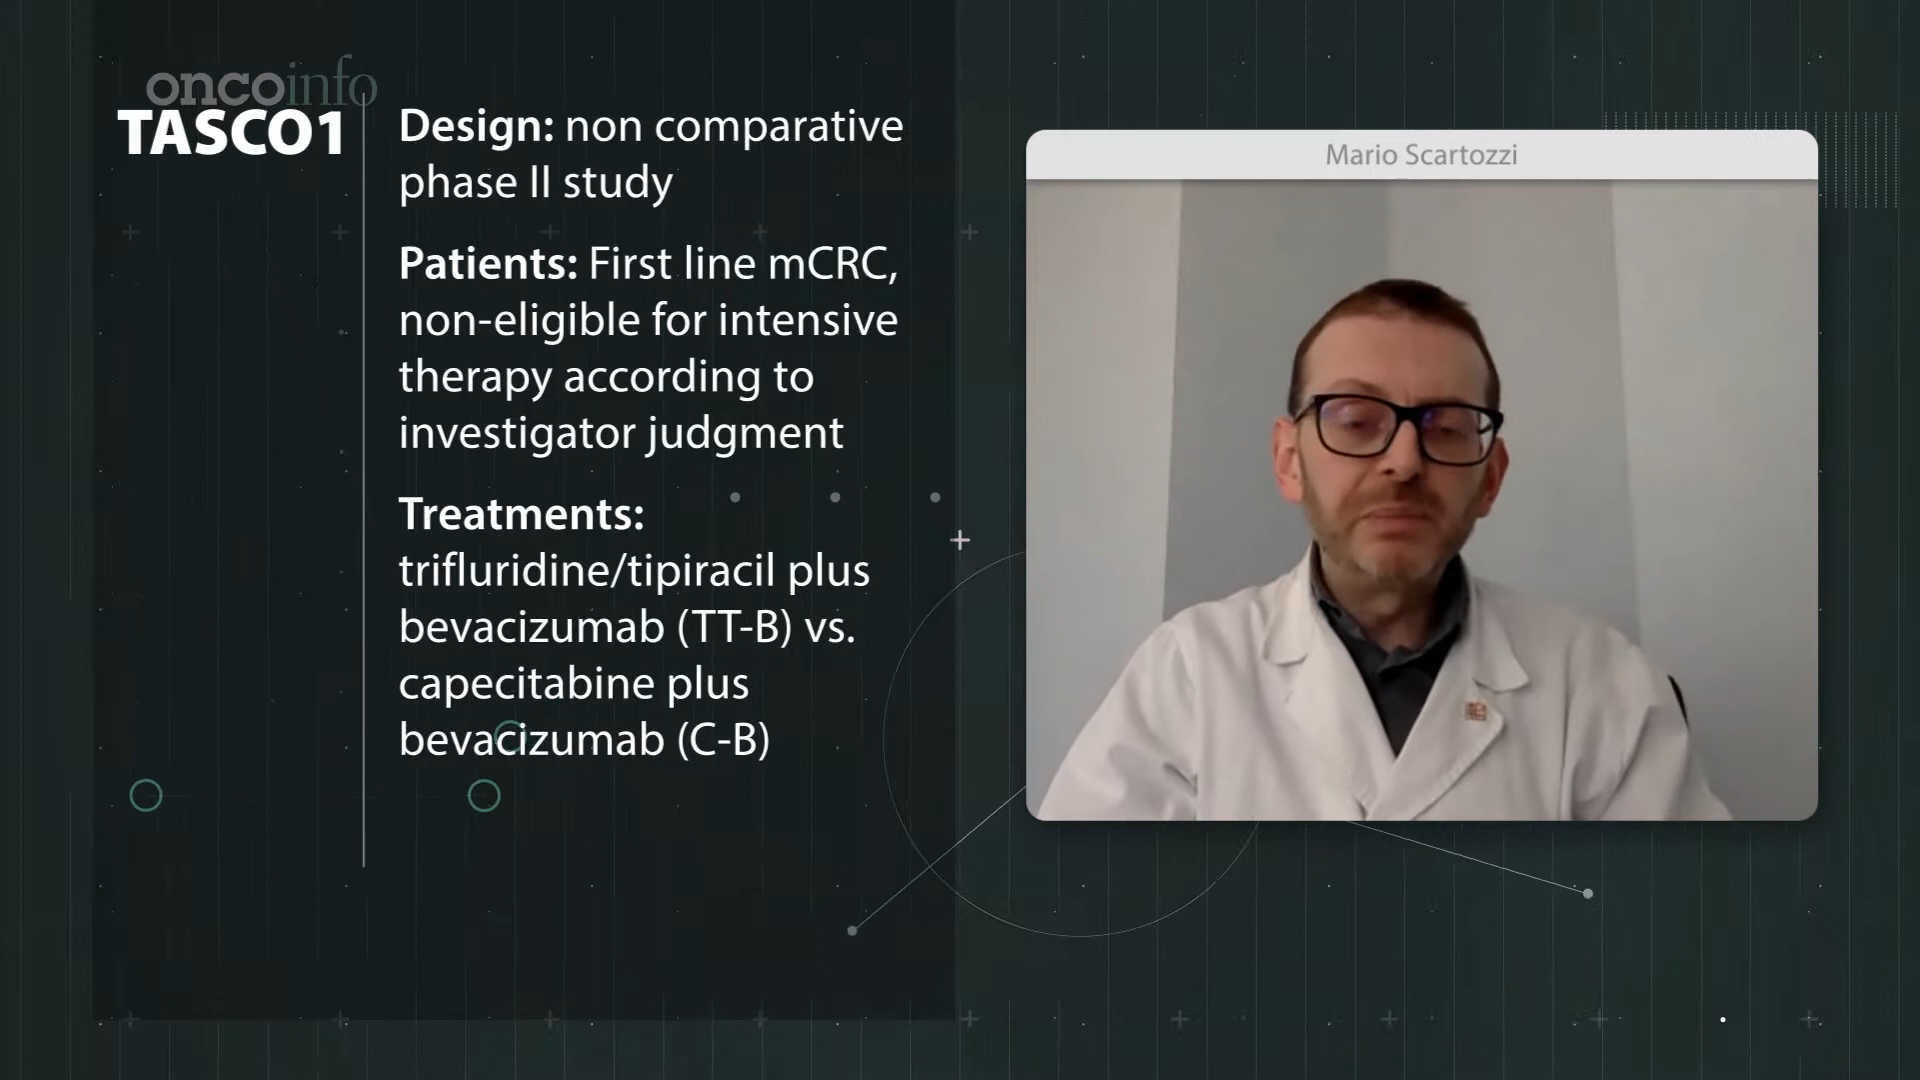 oncoinfo
TASCO1
Design: non comparative
phase II study
Patients: First line mCRC,
non-eligible for intensive
therapy according to
investigator judgment
Treatments:
trifluridine/tipiracil plus
bevacizumab (TT-B) vs.
capecitabine plus
bevacizumab (C-B)
Mario Scartozzi